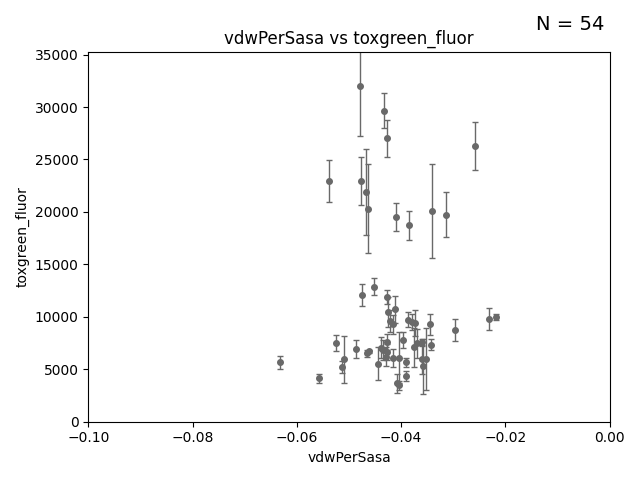 N = 54
vdwPerSasa vs toxgreen_fluor
toxgreen_fluor
35000
30000
25000
20000
15000
10000
5000
0
−0.10 −0.08 −0.06 −0.04 −0.02 0.00
vdwPerSasa